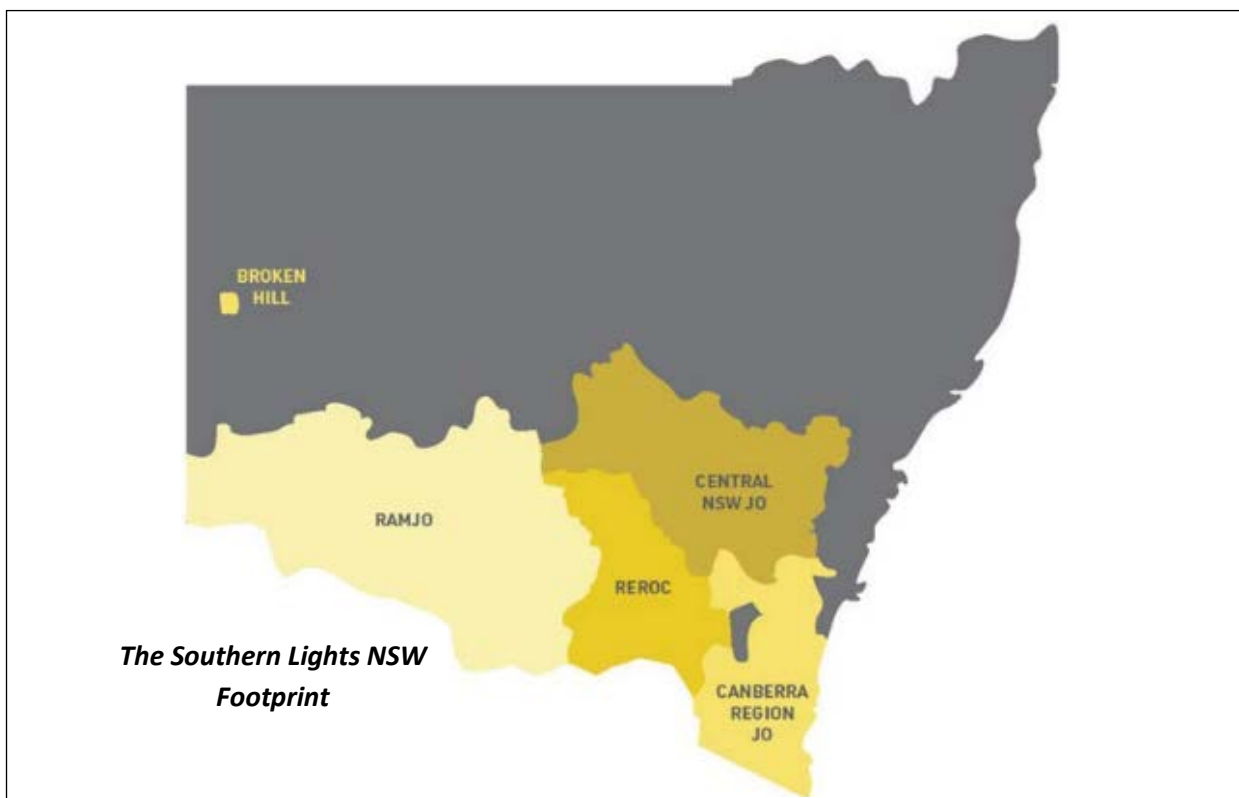 BROKEN
HILL
CENTRAL
NSW JO
RAMJO
REROC
The Southern Lights NSW
Footprint
CANBERRA
REGION
JO